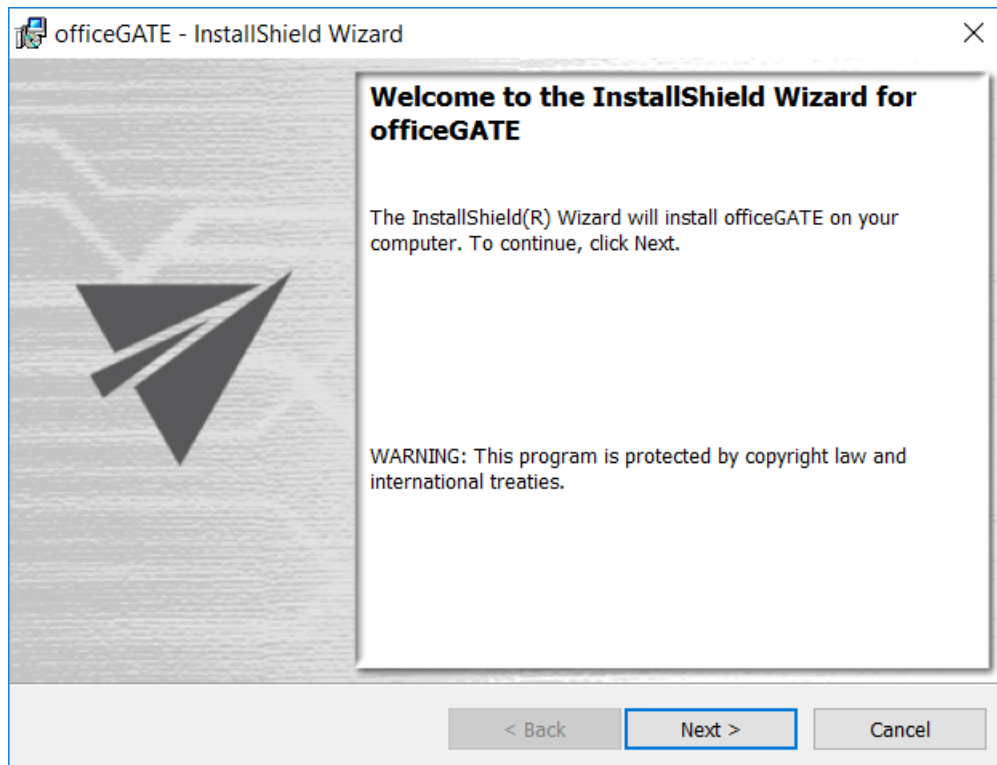 officeGATE - InstallShield Wizard
Welcome to the InstallShield Wizard for
officeGATE
The InstallShield(R) Wizard will install officeGATE on your
computer. To continue, click Next.
WARNING: This program is protected by copyright law and
international treaties.
< Back
Next >
Cancel